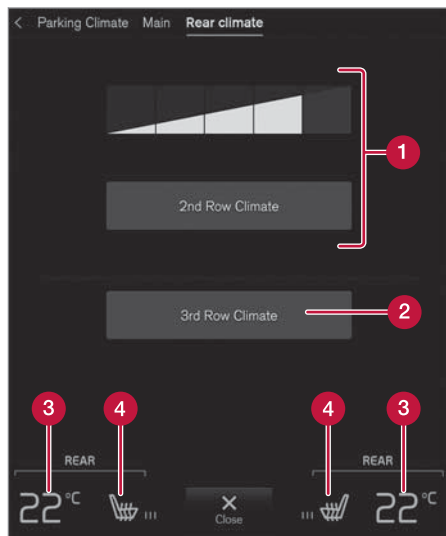 < Parking Climate Main Rear climate
1
2nd Row Climate
2
3rd Row Climate
3 4 4 3
REAR REAR
22°C 22°C
Close